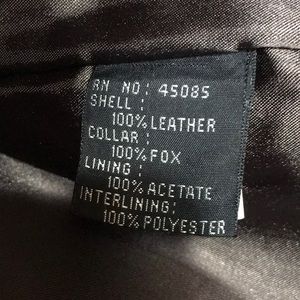 RN NO: 45085
SHELL:
100% LEATHER
COLLAR:
100% FOX
LINING:
100% ACETATE
INTERLINING:
100% POLYESTER